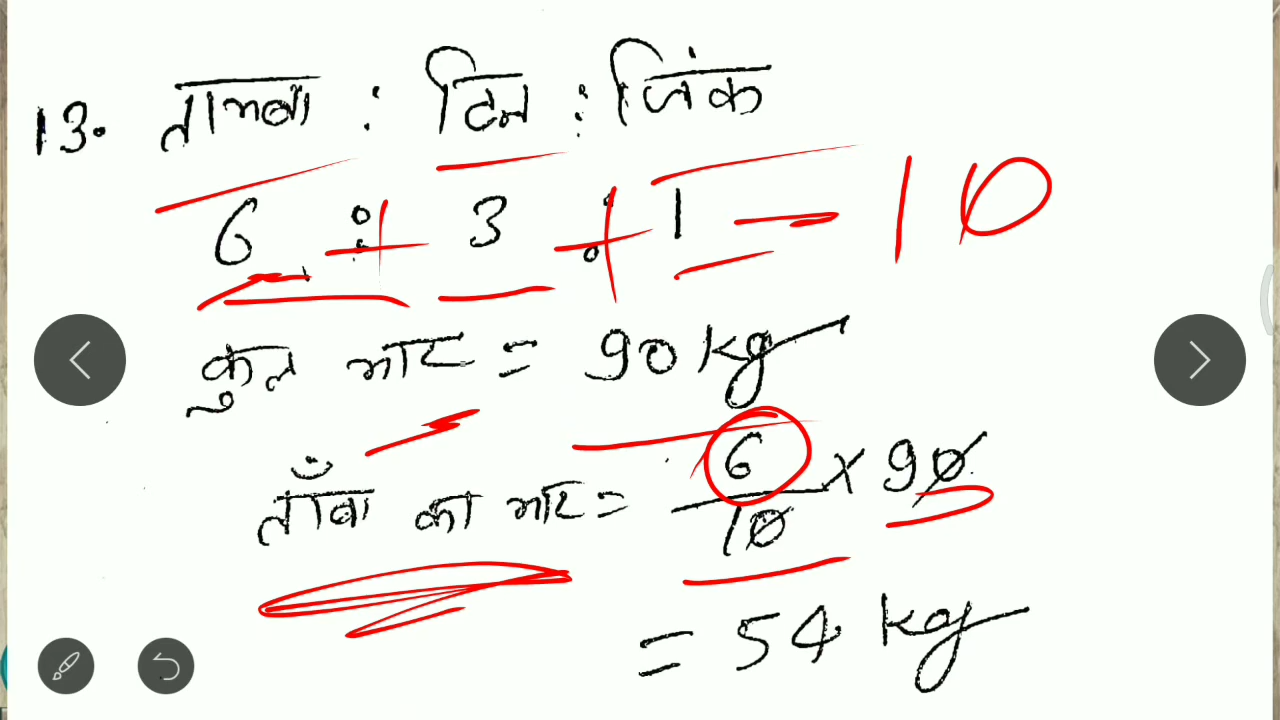 13. ताम्बा : टिन : जिंक
6 : 3 : 1 = 10
कुल भार = 90 kg
ताँबा का भार = 6/10 x 90
= 54 kg